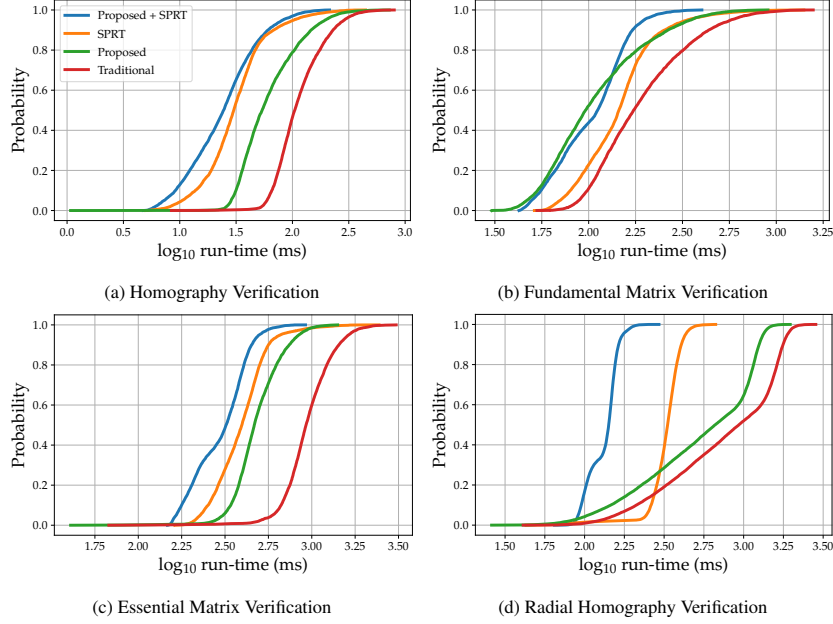 Proposed + SPRT
SPRT
Proposed
Traditional
1.0
0.8
0.6
0.4
0.2
0.0
Probability
0.0 0.5 1.0 1.5 2.0 2.5 3.0
log10 run-time (ms)
(a) Homography Verification
1.0
0.8
0.6
0.4
0.2
0.0
Probability
1.50 1.75 2.00 2.25 2.50 2.75 3.00 3.25
log10 run-time (ms)
(b) Fundamental Matrix Verification
1.0
0.8
0.6
0.4
0.2
0.0
Probability
1.75 2.00 2.25 2.50 2.75 3.00 3.25 3.50
log10 run-time (ms)
(c) Essential Matrix Verification
1.0
0.8
0.6
0.4
0.2
0.0
Probability
1.50 1.75 2.00 2.25 2.50 2.75 3.00 3.25 3.50
log10 run-time (ms)
(d) Radial Homography Verification